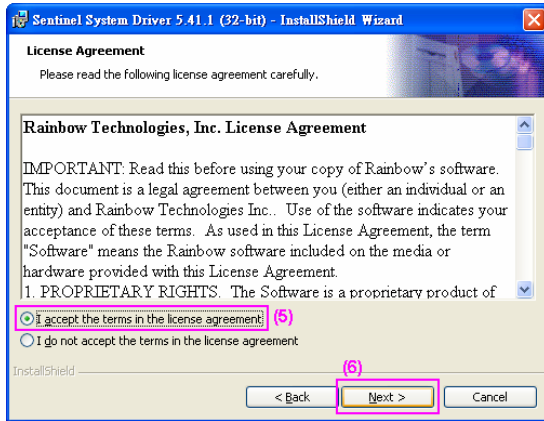 Sentinel System Driver 5.41.1 (32-bit) - InstallShield Wizard
License Agreement
Please read the following license agreement carefully.
Rainbow Technologies, Inc. License Agreement
IMPORTANT: Read this before using your copy of Rainbow's software.
This document is a legal agreement between you (either an individual or an
entity) and Rainbow Technologies Inc.. Use of the software indicates your
acceptance of these terms. As used in this License Agreement, the term
"Software" means the Rainbow software included on the media or
hardware provided with this License Agreement.
1. PROPRIETARY RIGHTS. The Software is a proprietary product of
I accept the terms in the license agreement (5)
I do not accept the terms in the license agreement
(6)
InstallShield
< Back Next > Cancel